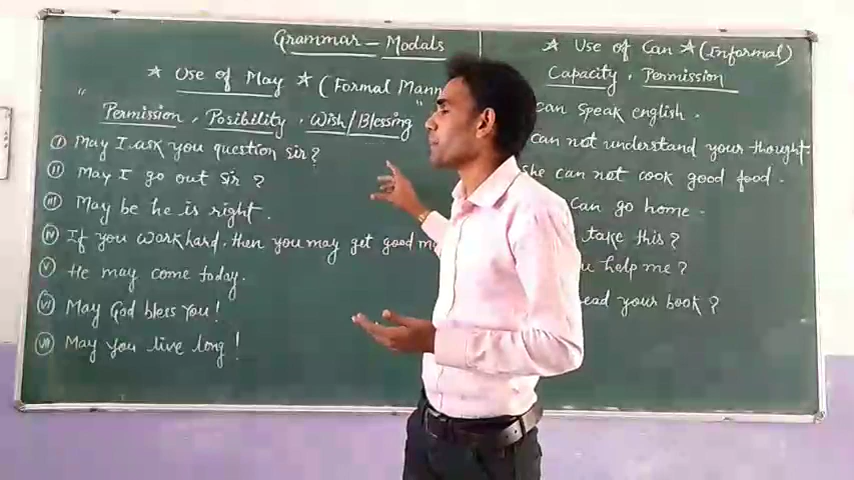 Grammar - Modals
* Use of May * (Formal Mann
" Permission, Posibility, Wish/Blessing "
(i) May I ask you question sir?
(ii) May I go out sir?
(iii) May be he is right.
(iv) If you work hard, then you may get good m
(v) He may come today.
(vi) May God bless you!
(vii) May you live long!
* Use of Can * (Informal)
Capacity, Permission
can speak english.
can not understand your thought.
she can not cook good food.
can go home.
take this?
help me?
your book?